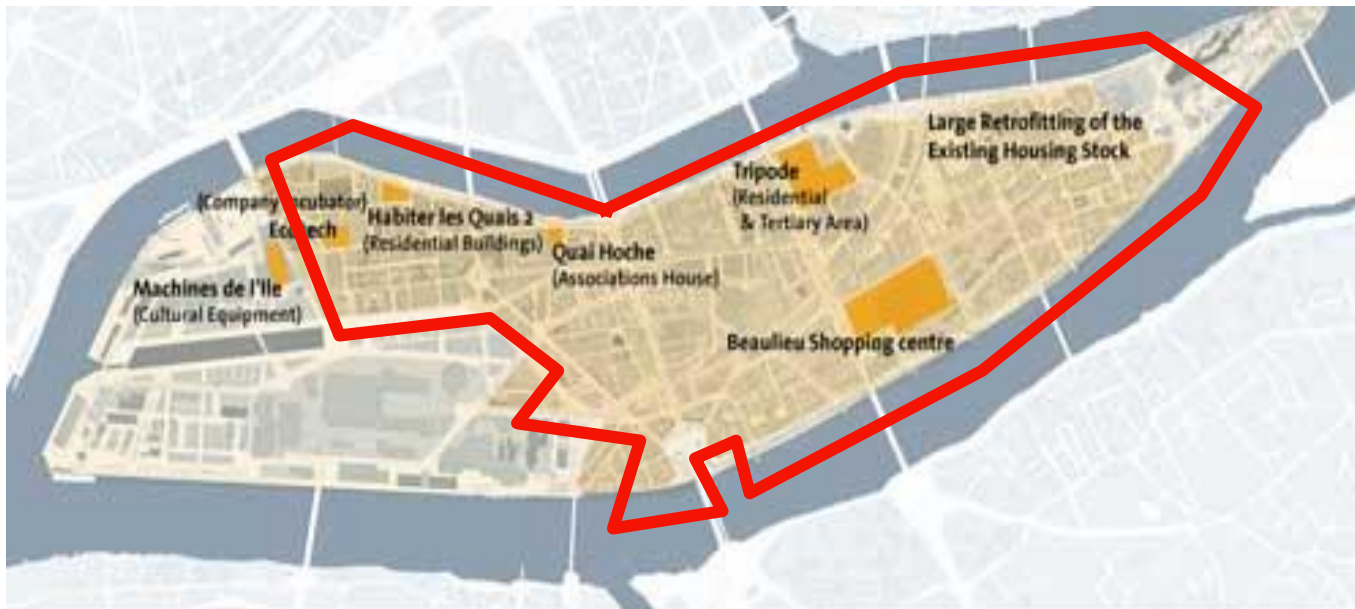 Large Retrofitting of the
Existing Housing Stock
Tripode
(Residential
& Tertiary Area)
(Company Incubator)
Ecotech
Habiter les Quais 2
(Residential Buildings)
Quai Hoche
(Associations House)
Machines de l'Ile
(Cultural Equipment)
Beaulieu Shopping centre